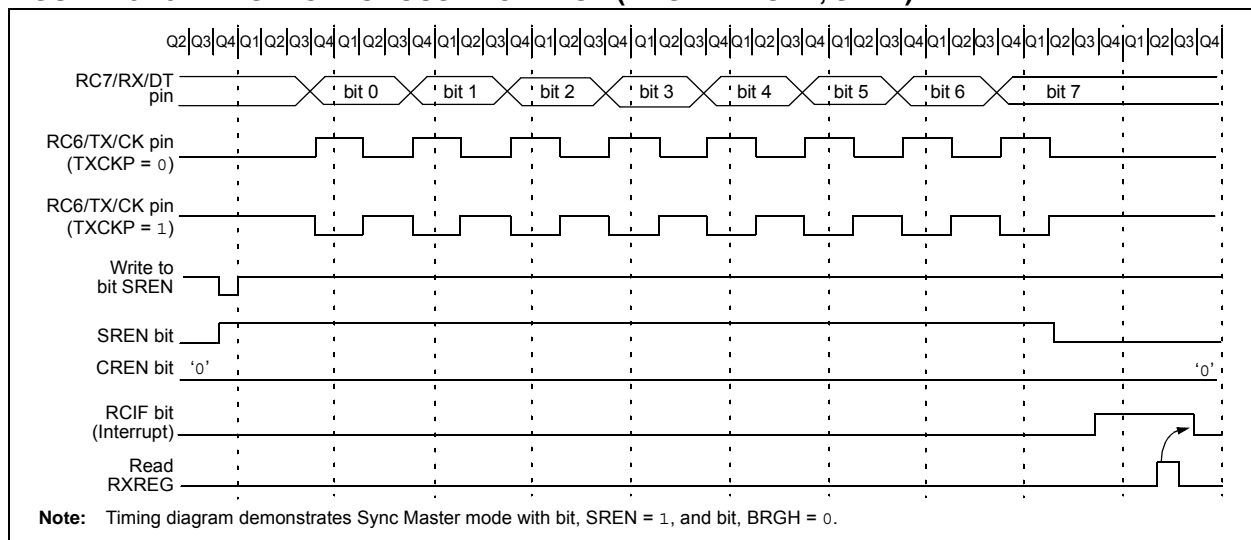 Q2 Q3 Q4 Q1 Q2 Q3 Q4 Q1 Q2 Q3 Q4 Q1 Q2 Q3 Q4 Q1 Q2 Q3 Q4 Q1 Q2 Q3 Q4 Q1 Q2 Q3 Q4 Q1 Q2 Q3 Q4 Q1 Q2 Q3 Q4 Q1 Q2 Q3 Q4 Q1 Q2 Q3 Q4
RC7/RX/DT
pin
bit 0 bit 1 bit 2 bit 3 bit 4 bit 5 bit 6 bit 7
RC6/TX/CK pin
(TXCKP = 0)
RC6/TX/CK pin
(TXCKP = 1)
Write to
bit SREN
SREN bit
CREN bit ‘0’ ‘0’
RCIF bit
(Interrupt)
Read
RXREG
Note: Timing diagram demonstrates Sync Master mode with bit, SREN = 1, and bit, BRGH = 0.